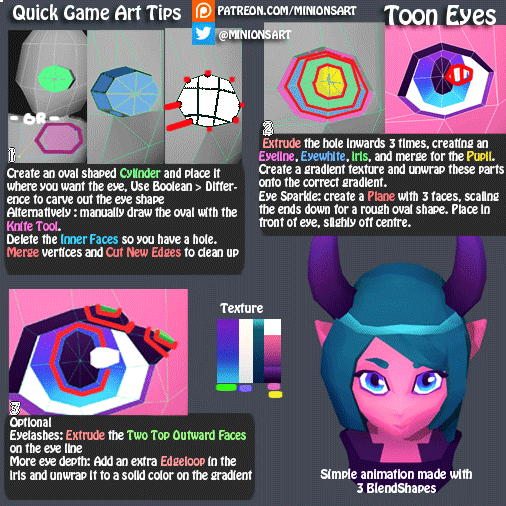 Quick Game Art Tips
PATREON.COM/MINIONSART
@MINIONSART
Toon Eyes
- OR -
1
Create an oval shaped Cylinder and place it
where you want the eye, Use Boolean > Differ-
ence to carve out the eye shape
Alternatively : manually draw the oval with the
Knife Tool.
Delete the Inner Faces so you have a hole.
Merge vertices and Cut New Edges to clean up
2
Extrude the hole inwards 3 times, creating an
Eyeline, Eyewhite, Iris, and merge for the Pupil.
Create a gradient texture and unwrap these parts
onto the correct gradient.
Eye Sparkle: create a Plane with 3 faces, scaling
the ends down for a rough oval shape. Place in
front of eye, slighly off centre.
3
Optional
Eyelashes: Extrude the Two Top Outward Faces
on the eye line
More eye depth: Add an extra Edgeloop in the
iris and unwrap it to a solid color on the gradient
Texture
Simple animation made with
3 BlendShapes